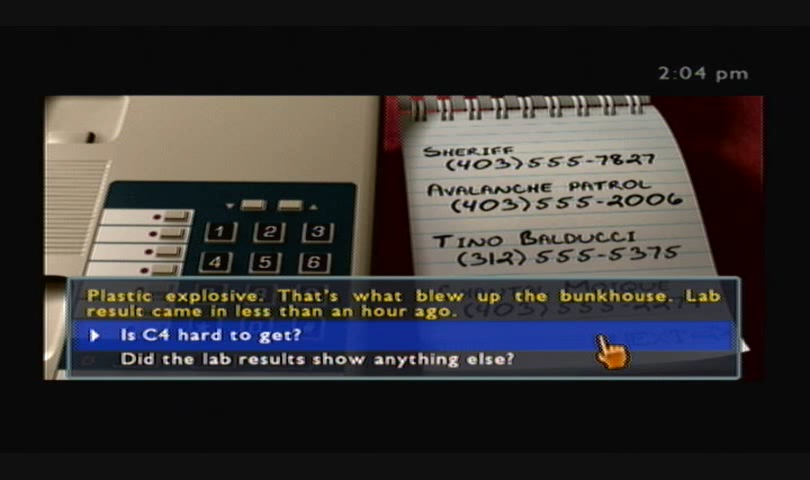 2:04 pm
SHERIFF
(403) 555-7827
AVALANCHE PATROL
(403) 555-2006
TINO BALDUCCI
(312) 555-5375
1 2 3
4 5 6
Plastic explosive. That's what blew up the bunkhouse. Lab
result came in less than an hour ago.
Is C4 hard to get?
Did the lab results show anything else?